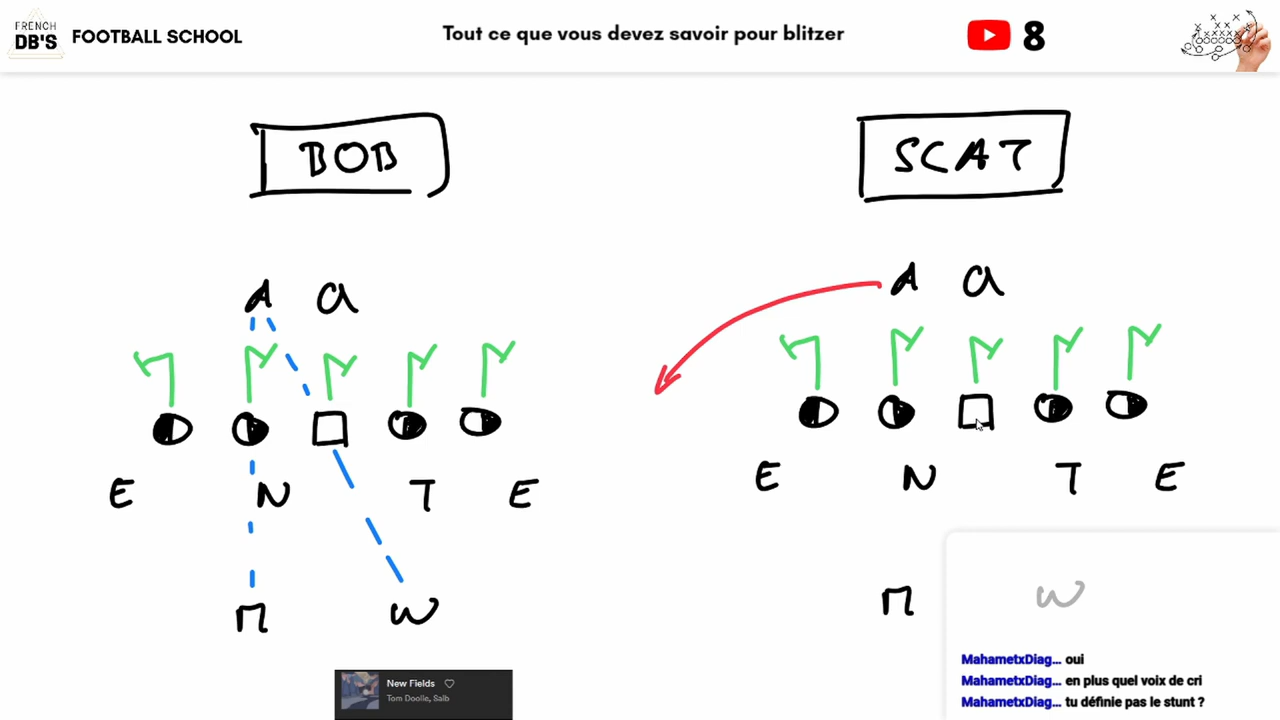 FRENCH
DB'S
FOOTBALL SCHOOL
Tout ce que vous devez savoir pour blitzer
8
BOB
SCAT
A a
A a
E N T E
E N T E
M W
M W
New Fields
Tom Doolie, Salb
MahametxDiag... oui
MahametxDiag... en plus quel voix de cri
MahametxDiag... tu définie pas le stunt ?